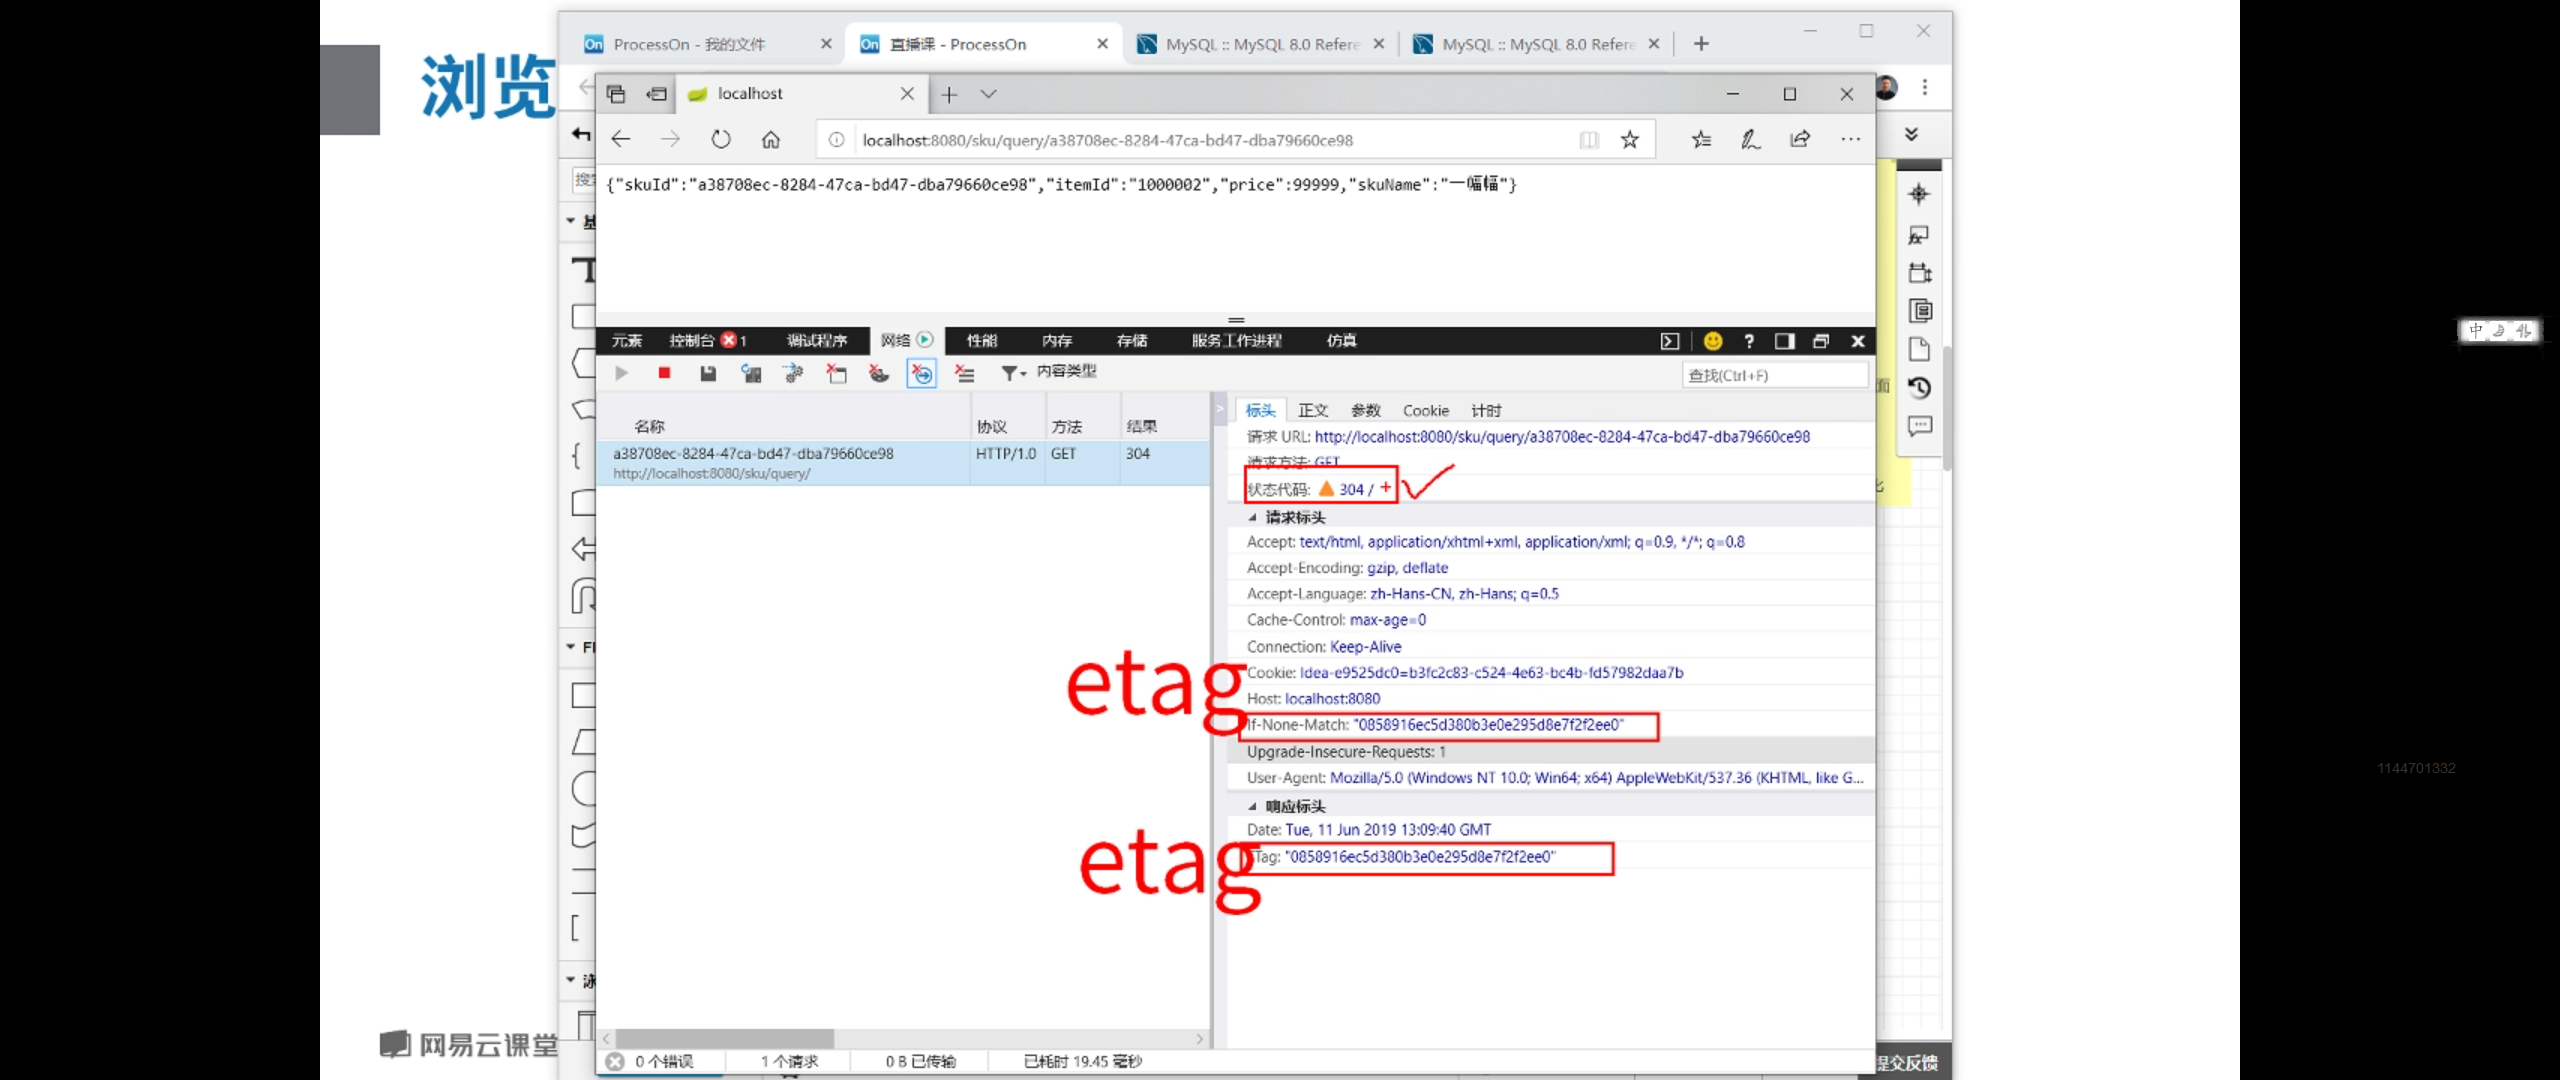 浏览
ProcessOn - 我的文件
直播课 - ProcessOn
MySQL :: MySQL 8.0 Refere
MySQL :: MySQL 8.0 Refere
localhost
localhost:8080/sku/query/a38708ec-8284-47ca-bd47-dba79660ce98
{"skuId":"a38708ec-8284-47ca-bd47-dba79660ce98","itemId":"1000002","price":99999,"skuName":"一幅幅"}
元素 控制台 1 调试程序 网络 性能 内存 存储 服务工作进程 仿真
内容类型
查找(Ctrl+F)
名称 协议 方法 结果
a38708ec-8284-47ca-bd47-dba79660ce98 HTTP/1.0 GET 304
http://localhost:8080/sku/query/
标头 正文 参数 Cookie 计时
请求 URL: http://localhost:8080/sku/query/a38708ec-8284-47ca-bd47-dba79660ce98
请求方法: GET
状态代码: 304 / +
请求标头
Accept: text/html, application/xhtml+xml, application/xml; q=0.9, */*; q=0.8
Accept-Encoding: gzip, deflate
Accept-Language: zh-Hans-CN, zh-Hans; q=0.5
Cache-Control: max-age=0
Connection: Keep-Alive
Cookie: Idea-e9525dc0=b3fc2c83-c524-4e63-bc4b-fd57982daa7b
Host: localhost:8080
etag
If-None-Match: "0858916ec5d380b3e0e295d8e7f2f2ee0"
Upgrade-Insecure-Requests: 1
User-Agent: Mozilla/5.0 (Windows NT 10.0; Win64; x64) AppleWebKit/537.36 (KHTML, like G...
响应标头
Date: Tue, 11 Jun 2019 13:09:40 GMT
etag
Tag: "0858916ec5d380b3e0e295d8e7f2f2ee0"
网易云课堂
0 个错误 1 个请求 0 B 已传输 已耗时 19.45 毫秒
提交反馈
中
1144701332